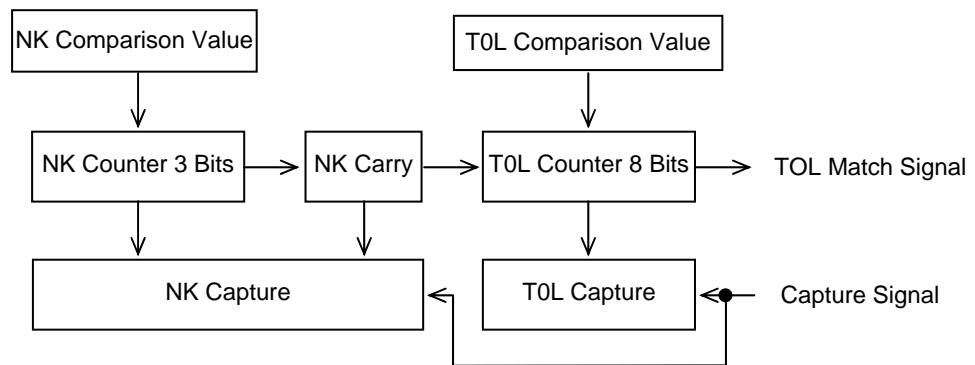 NK Comparison Value
T0L Comparison Value
NK Counter 3 Bits
NK Carry
T0L Counter 8 Bits
TOL Match Signal
NK Capture
T0L Capture
Capture Signal